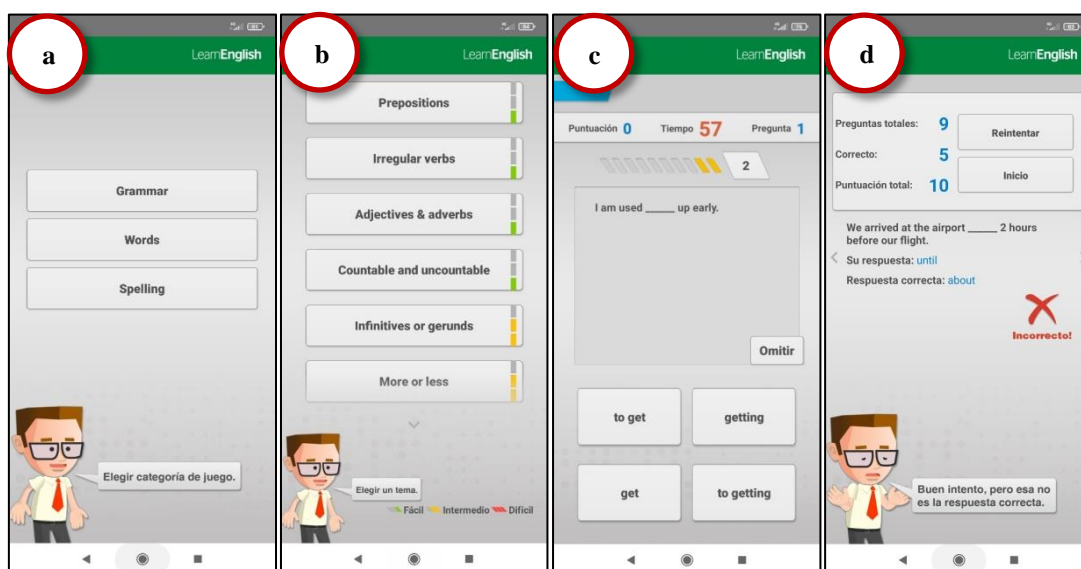 a
LearnEnglish
Grammar
Words
Spelling
Elegir categoría de juego.
b
LearnEnglish
Prepositions
Irregular verbs
Adjectives & adverbs
Countable and uncountable
Infinitives or gerunds
More or less
Elegir un tema.
Fácil Intermedio Difícil
c
LearnEnglish
Puntuación 0 Tiempo 57 Pregunta 1
2
I am used _____ up early.
Omitir
to get getting
get to getting
d
LearnEnglish
Preguntas totales: 9 Reintentar
Correcto: 5
Inicio
Puntuación total: 10
We arrived at the airport _____ 2 hours
before our flight.
Su respuesta: until
Respuesta correcta: about
Incorrecto!
Buen intento, pero esa no
es la respuesta correcta.